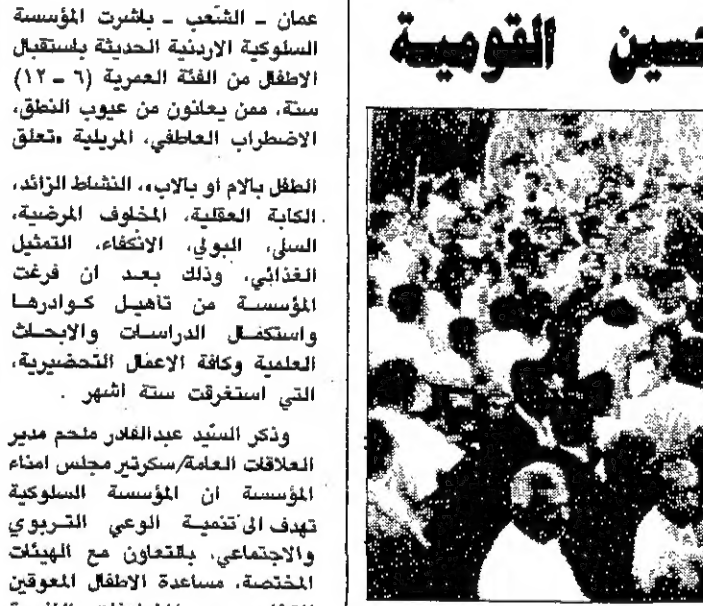 حسين القومية
عمان ـ الشعب ـ باشرت المؤسسة
السلوكية الاردنية الحديثة باستقبال
الاطفال من الفئة العمرية (٦ ـ ١٢)
سنة، ممن يعانون من عيوب النطق،
الاضطراب العاطفي، المريلية «تعلق
الطفل بالام او بالاب»، النشاط الزائد،
الكابة العقلية، المخاوف المرضية،
السلى، البولي، الانكفاء، التمثيل
الغذائي، وذلك بعد ان فرغت
المؤسسة من تأهيل كوادرها
واستكمال الدراسات والابحاث
العلمية وكافة الاعمال التحضيرية،
التي استغرقت ستة اشهر .
وذكر السيد عبدالقادر ملحم مدير
العلاقات العامة/سكرتير مجلس امناء
المؤسسة ان المؤسسة السلوكية
تهدف الى تنمية الوعي التربوي
والاجتماعي، بالتعاون مع الهيئات
المختصة، مساعدة الاطفال المعوقين